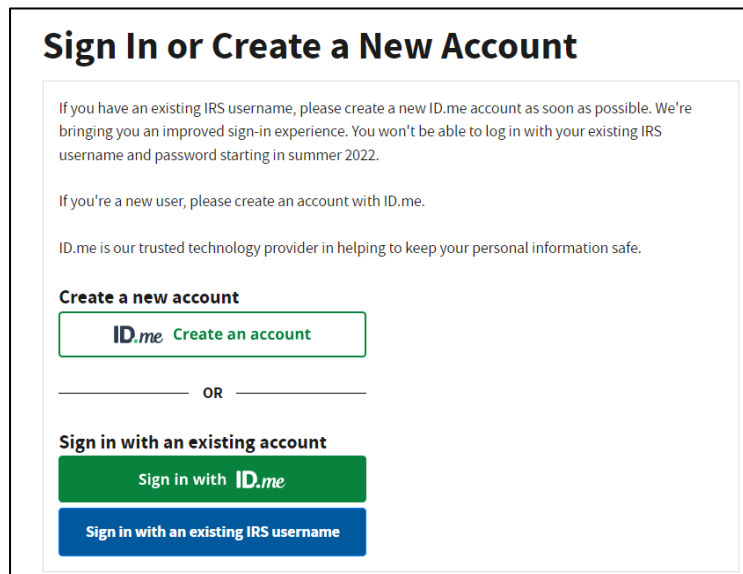 Sign In or Create a New Account
If you have an existing IRS username, please create a new ID.me account as soon as possible. We're
bringing you an improved sign-in experience. You won't be able to log in with your existing IRS
username and password starting in summer 2022.
If you're a new user, please create an account with ID.me.
ID.me is our trusted technology provider in helping to keep your personal information safe.
Create a new account
ID.me Create an account
OR
Sign in with an existing account
Sign in with ID.me
Sign in with an existing IRS username